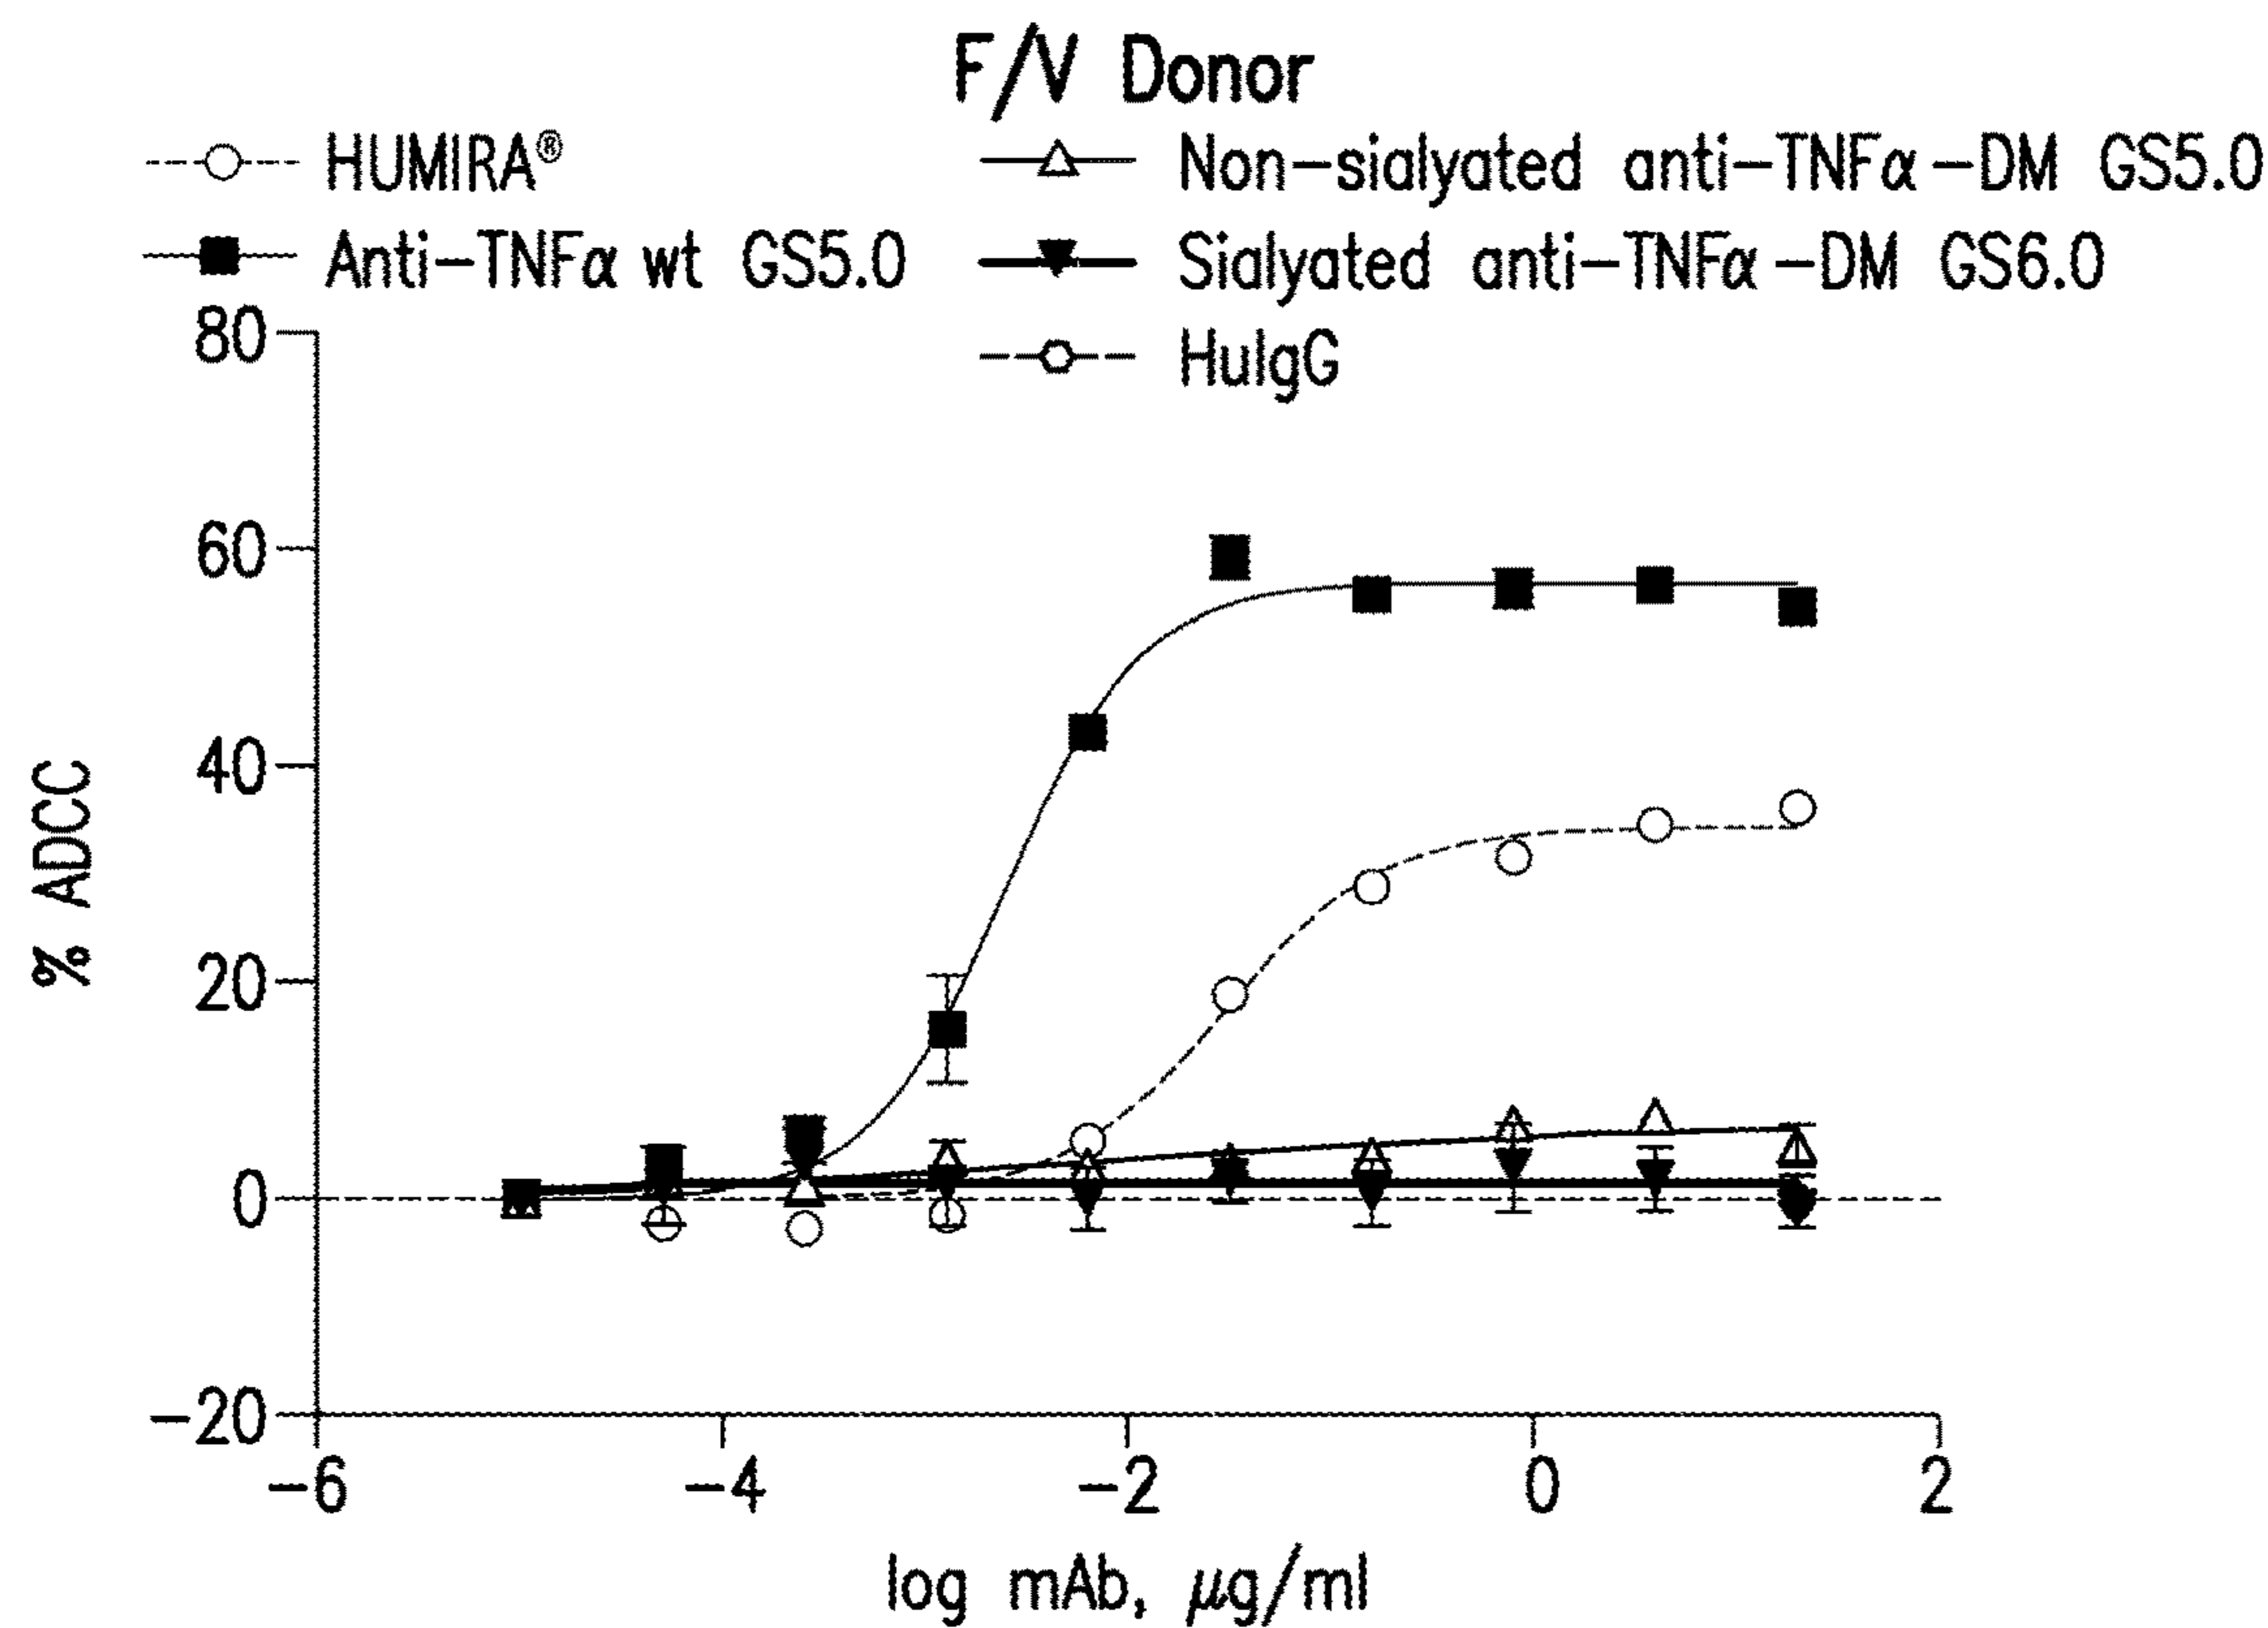 F/V Donor
HUMIRA®
Anti-TNFα wt GS5.0
Non-sialyated anti-TNFα-DM GS5.0
Sialyated anti-TNFα-DM GS6.0
HuIgG
% ADCC
80
60
40
20
0
-20
-6 -4 -2 0 2
log mAb, μg/ml